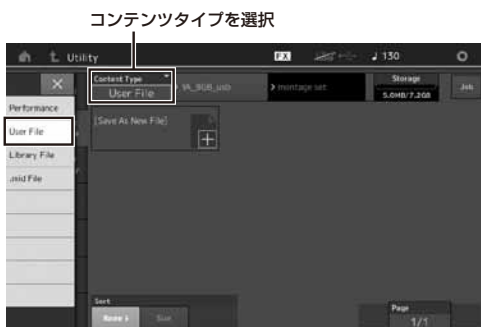 コンテンツタイプを選択
Utility
FX
130
Content Type
User File
YA_8GB_usb
montage set
Storage
5.0MB/7.2GB
Job
Performance
User File
Library File
.mid File
[Save As New File]
Sort
Name
Size
Page
1/1